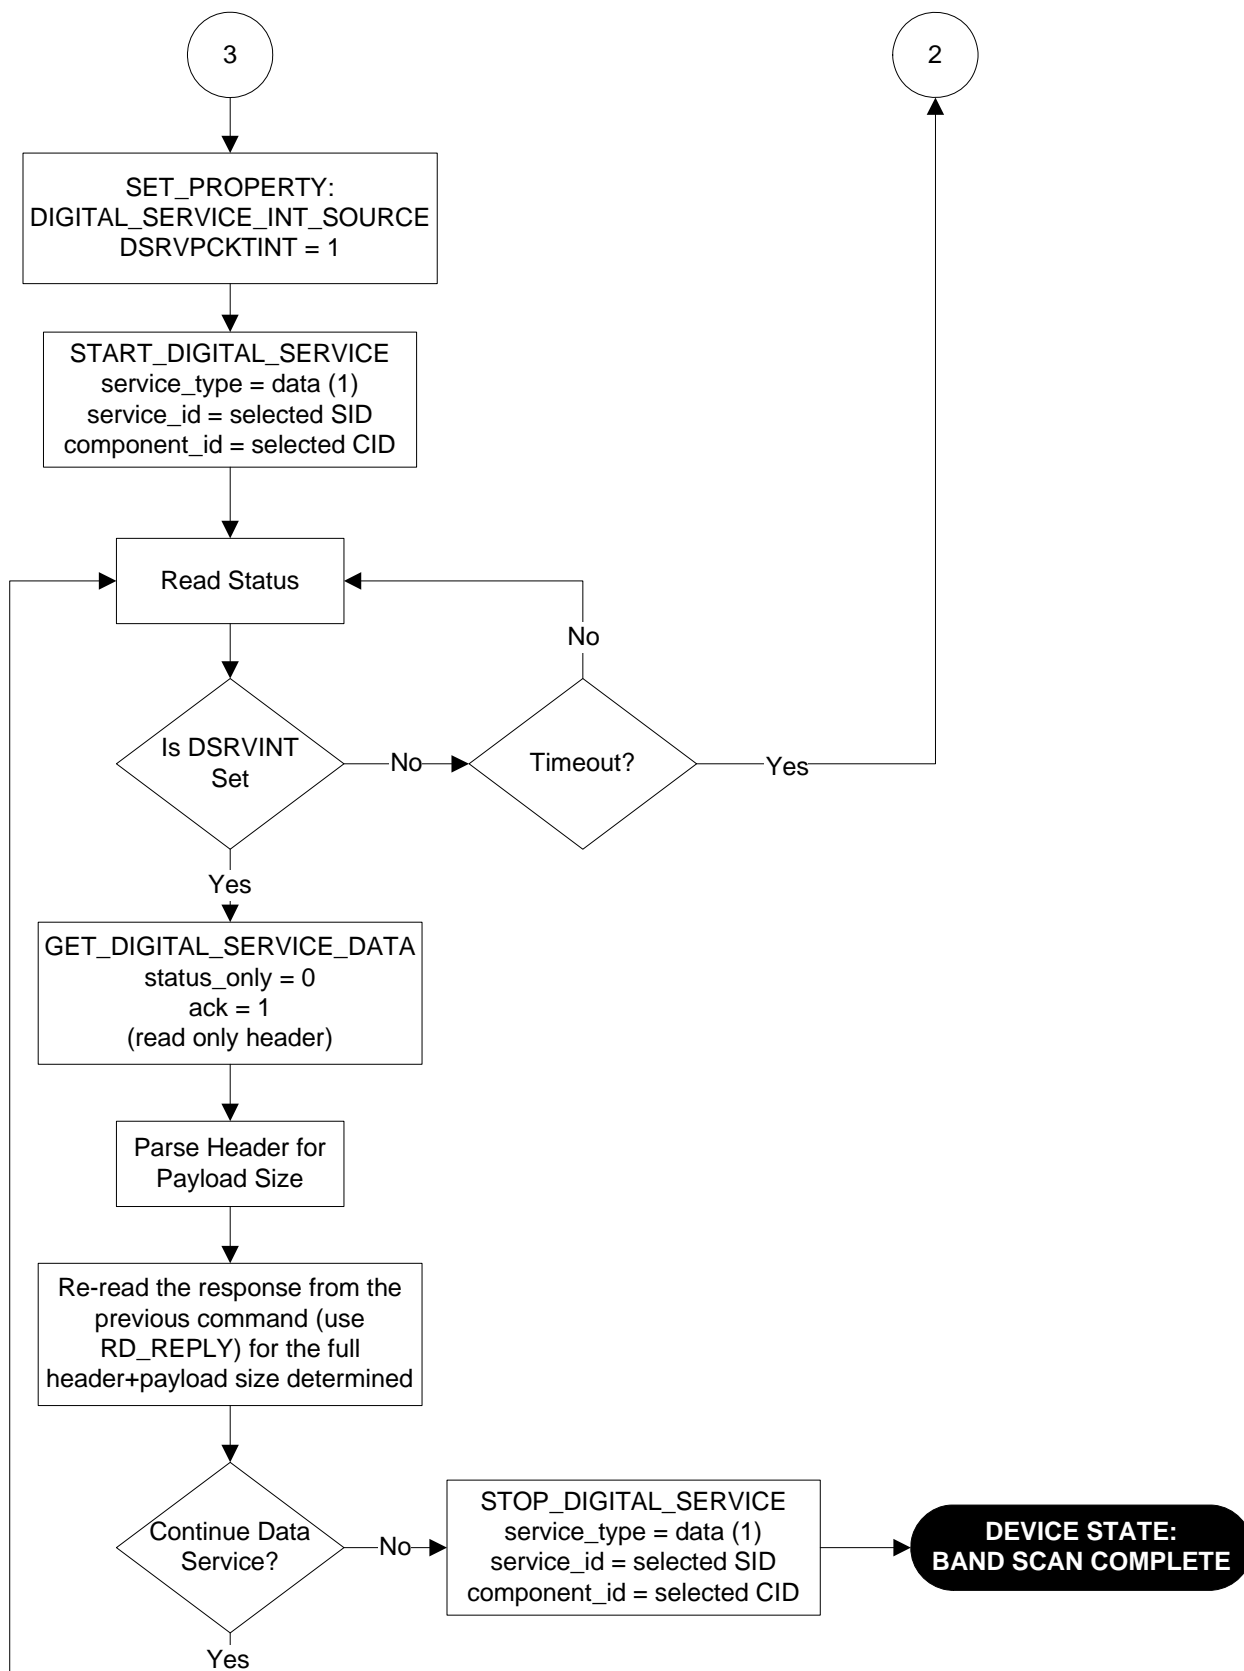 3
2
SET_PROPERTY:
DIGITAL_SERVICE_INT_SOURCE
DSRVPCKTINT = 1
START_DIGITAL_SERVICE
service_type = data (1)
service_id = selected SID
component_id = selected CID
Read Status
No
Is DSRVINT
Set
No
Timeout?
Yes
Yes
GET_DIGITAL_SERVICE_DATA
status_only = 0
ack = 1
(read only header)
Parse Header for
Payload Size
Re-read the response from the
previous command (use
RD_REPLY) for the full
header+payload size determined
Continue Data
Service?
No
STOP_DIGITAL_SERVICE
service_type = data (1)
service_id = selected SID
component_id = selected CID
DEVICE STATE:
BAND SCAN COMPLETE
Yes